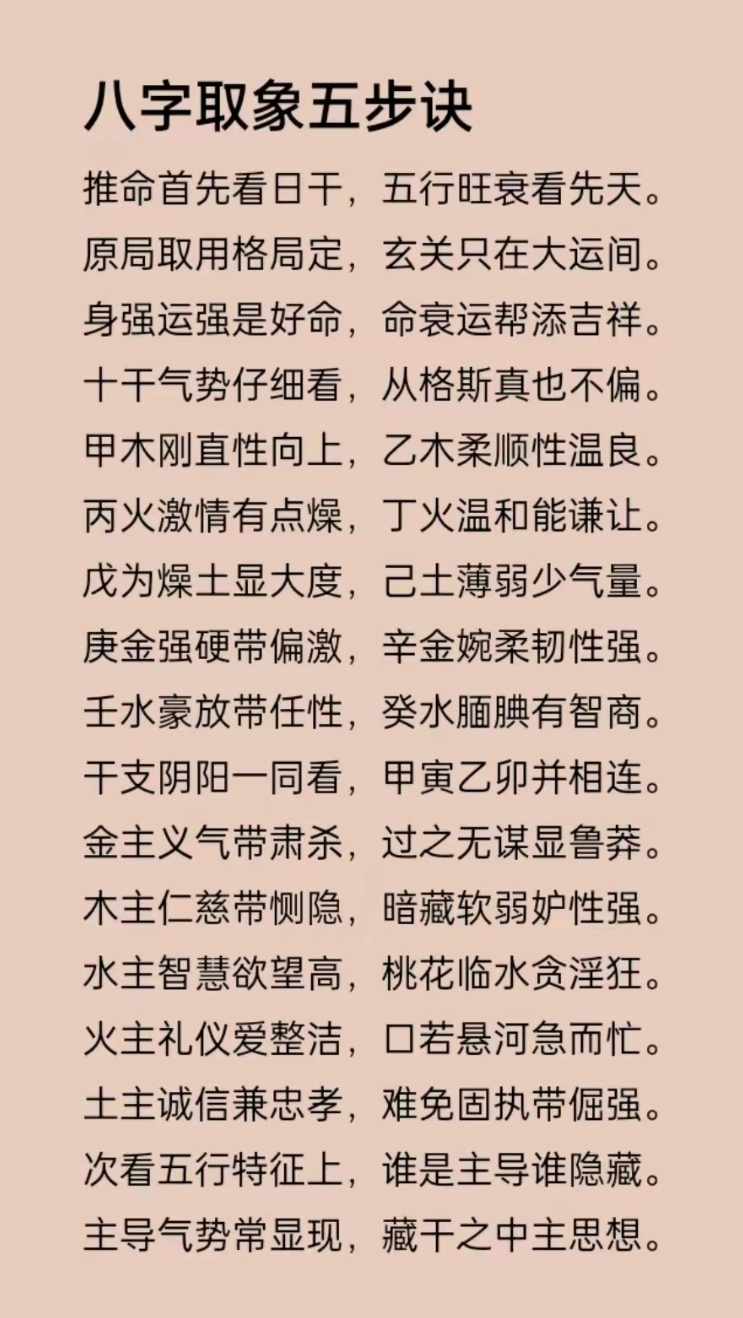 八字取象五步诀
推命首先看日干，五行旺衰看先天。
原局取用格局定，玄关只在大运间。
身强运强是好命，命衰运帮添吉祥。
十干气势仔细看，从格斯真也不偏。
甲木刚直性向上，乙木柔顺性温良。
丙火激情有点燥，丁火温和能谦让。
戊为燥土显大度，己土薄弱少气量。
庚金强硬带偏激，辛金婉柔韧性强。
壬水豪放带任性，癸水腼腆有智商。
干支阴阳一同看，甲寅乙卯并相连。
金主义气带肃杀，过之无谋显鲁莽。
木主仁慈带恻隐，暗藏软弱妒性强。
水主智慧欲望高，桃花临水贪淫狂。
火主礼仪爱整洁，口若悬河急而忙。
土主诚信兼忠孝，难免固执带倔强。
次看五行特征上，谁是主导谁隐藏。
主导气势常显现，藏干之中主思想。